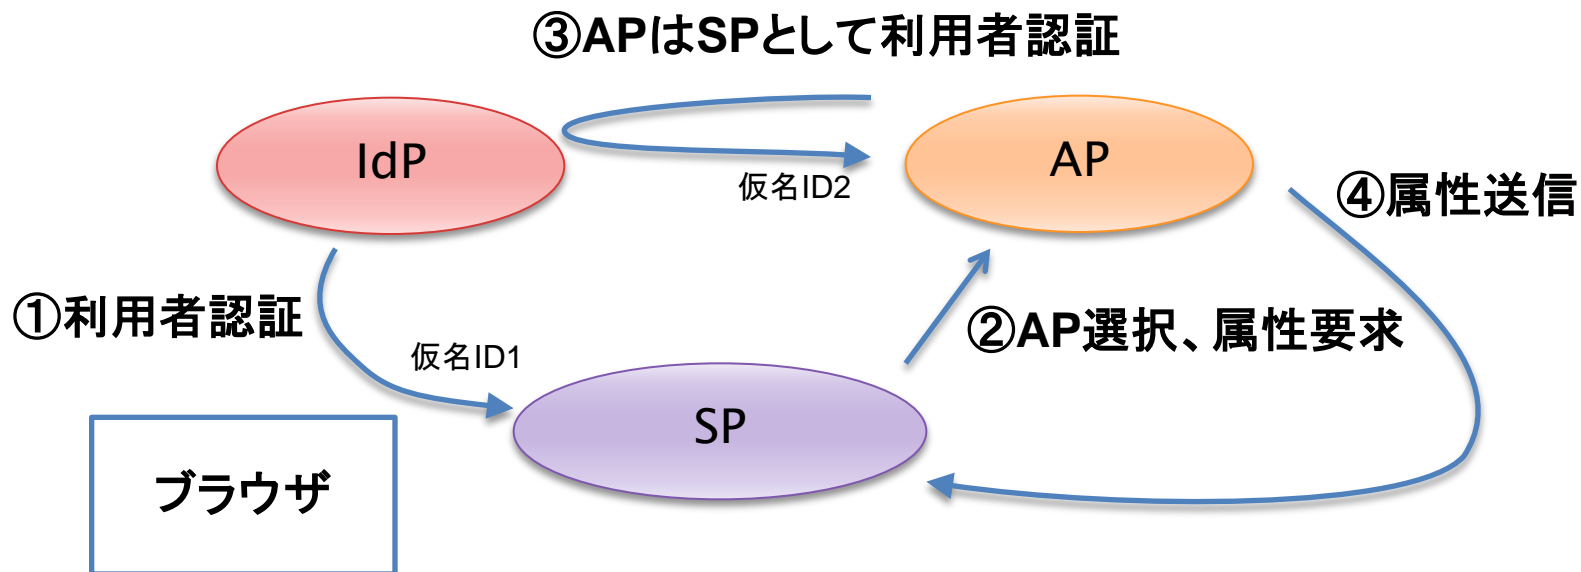 ③APはSPとして利用者認証
IdP
AP
仮名ID2
④属性送信
①利用者認証
②AP選択、属性要求
仮名ID1
SP
ブラウザ